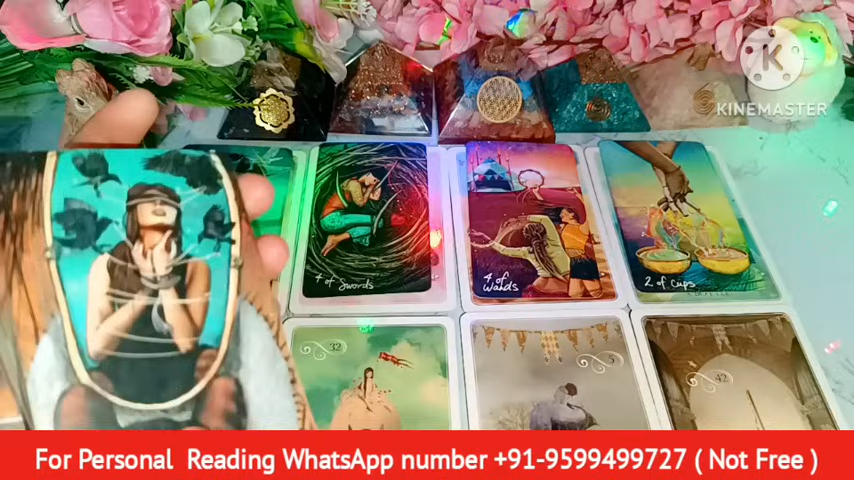 K
KINEMASTER
4 of Swords
4 of Wands
2 of Cups
32
5
42
For Personal Reading WhatsApp number +91-9599499727 ( Not Free )